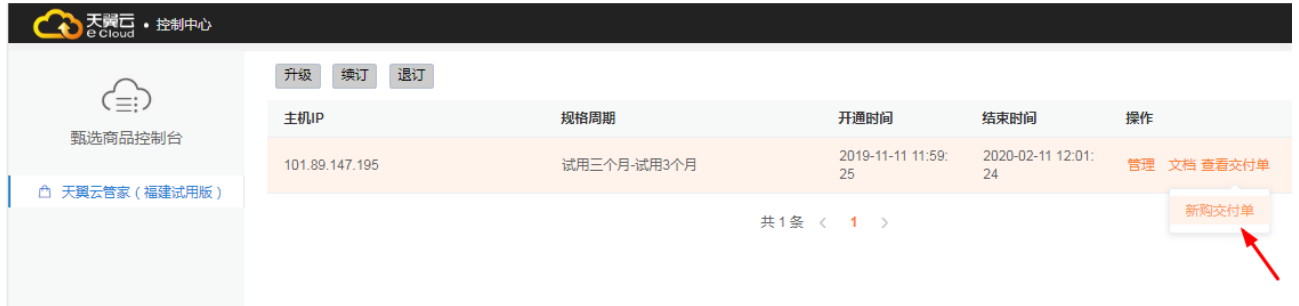 天翼云 • 控制中心
e Cloud
升级 续订 退订
甄选商品控制台
天翼云管家（福建试用版）
主机IP 规格周期 开通时间 结束时间 操作
101.89.147.195 试用三个月-试用3个月 2019-11-11 11:59: 2020-02-11 12:01: 管理 文档 查看交付单
25 24
新购交付单
共 1 条 < 1 >